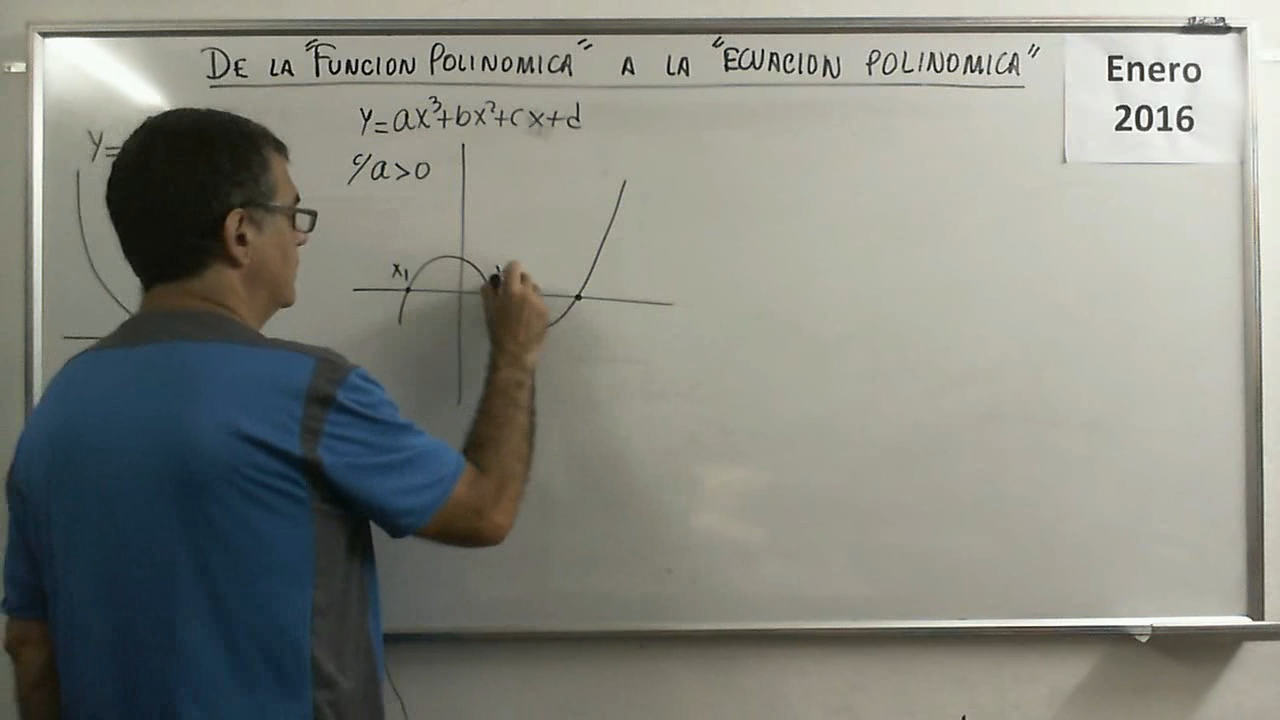 De la "Funcion Polinomica" a la "Ecuacion Polinomica"
Enero
2016
y=
y=ax³+bx²+cx+d
c/a>0
x₁